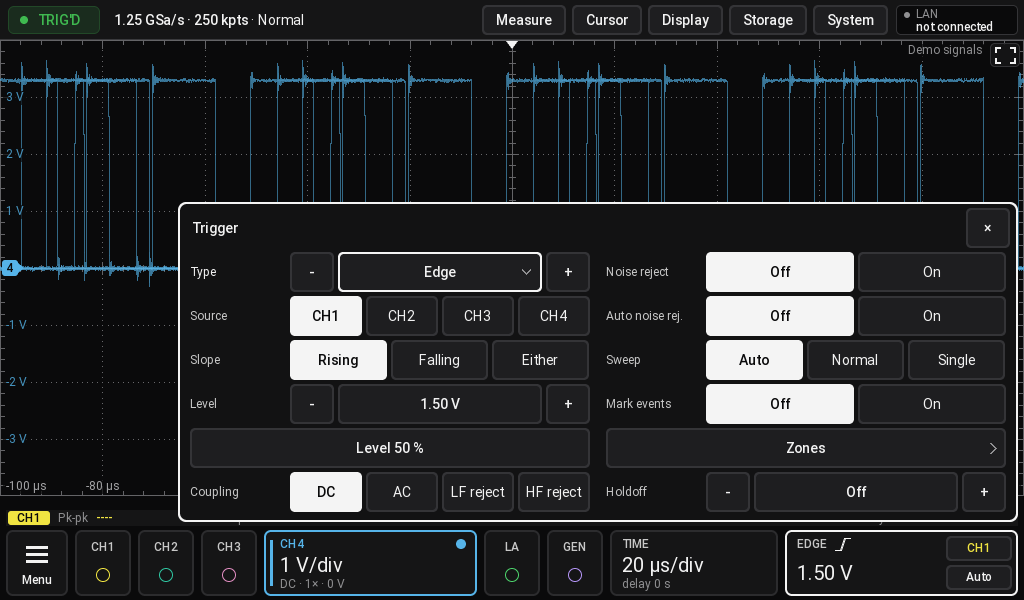 TRIG'D
1.25 GSa/s · 250 kpts · Normal
Measure
Cursor
Display
Storage
System
LAN
not connected
Demo signals
3 V
2 V
1 V
4
-1 V
-2 V
-3 V
-100 µs
-80 µs
Trigger
×
Type
-
Edge
+
Noise reject
Off
On
Source
CH1
CH2
CH3
CH4
Auto noise rej.
Off
On
Slope
Rising
Falling
Either
Sweep
Auto
Normal
Single
Level
-
1.50 V
+
Mark events
Off
On
Level 50 %
Zones
Coupling
DC
AC
LF reject
HF reject
Holdoff
-
Off
+
CH1
Pk-pk
----
Menu
CH1
CH2
CH3
CH4
1 V/div
DC · 1× · 0 V
LA
GEN
TIME
20 µs/div
delay 0 s
EDGE
1.50 V
CH1
Auto